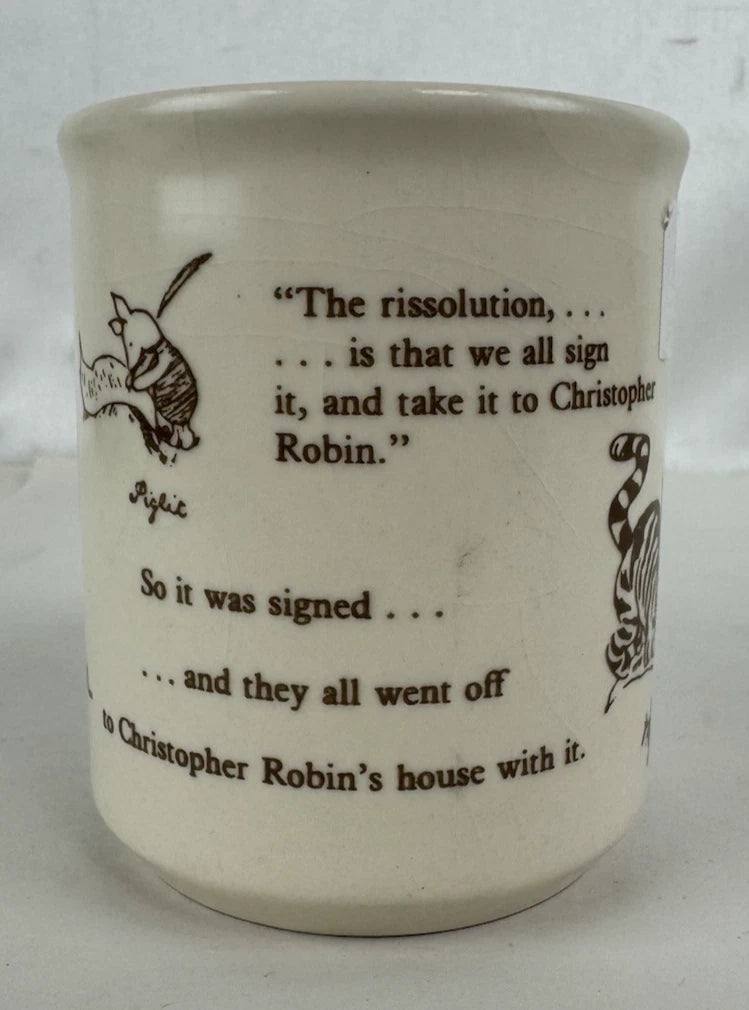 “The rissolution, . . .
. . . is that we all sign
it, and take it to Christopher
Robin.”
Piglit
So it was signed . . .
. . . and they all went off
to Christopher Robin’s house with it.